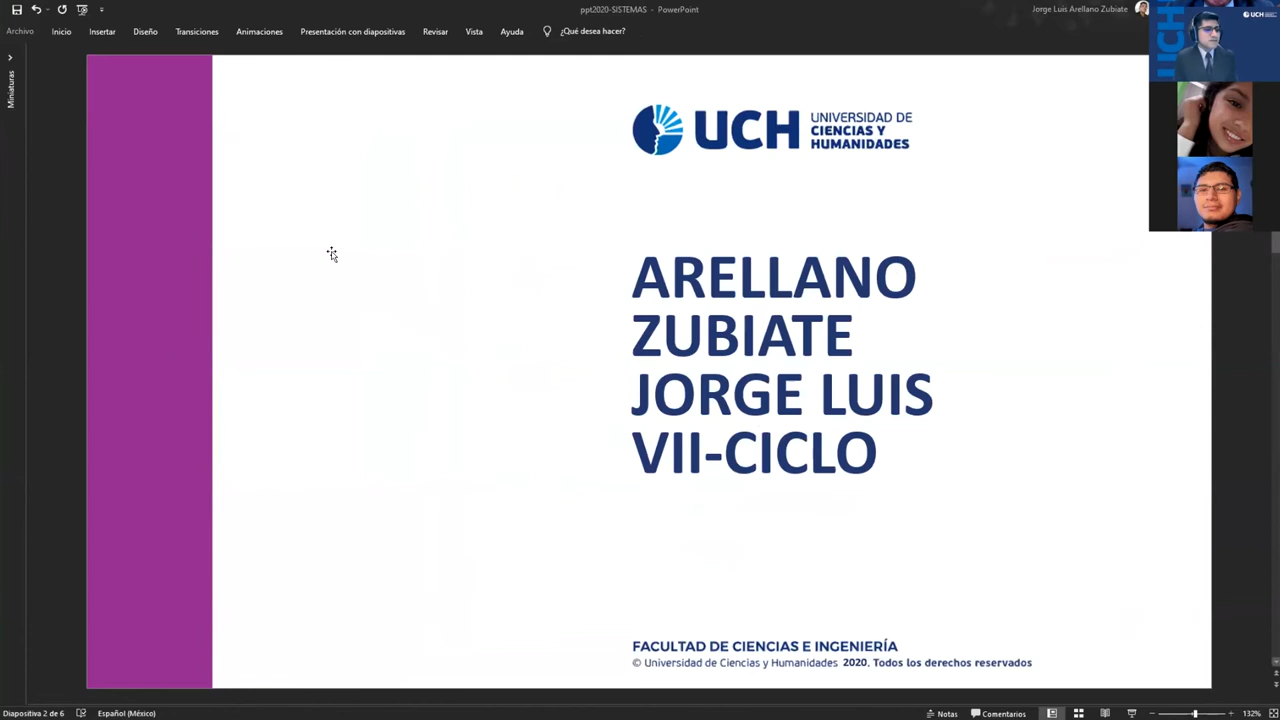 ppt2020-SISTEMAS - PowerPoint
Jorge Luis Arellano Zubiate
Archivo Inicio Insertar Diseño Transiciones Animaciones Presentación con diapositivas Revisar Vista Ayuda ¿Qué desea hacer?
Miniaturas
UCH
UCH
UCH
UNIVERSIDAD DE
CIENCIAS Y
HUMANIDADES
ARELLANO
ZUBIATE
JORGE LUIS
VII-CICLO
FACULTAD DE CIENCIAS E INGENIERÍA
© Universidad de Ciencias y Humanidades 2020. Todos los derechos reservados
Diapositiva 2 de 6 Español (México) Notas Comentarios 132%